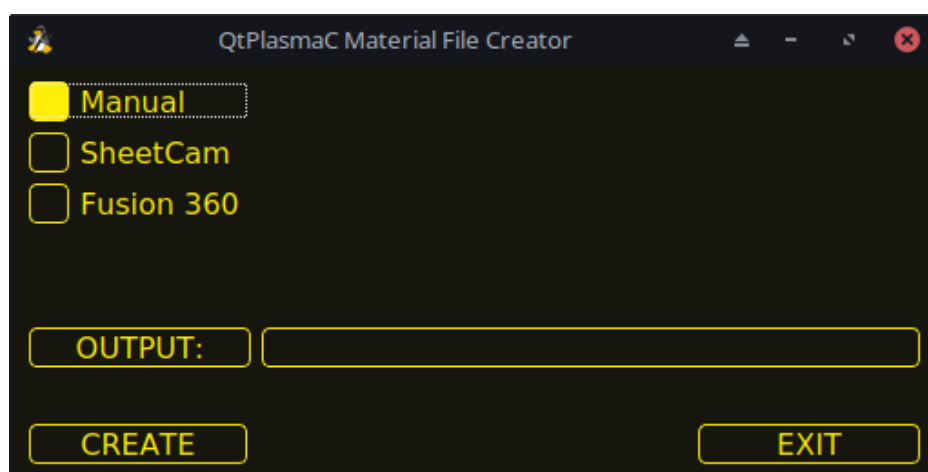 QtPlasmaC Material File Creator
Manual
SheetCam
Fusion 360
OUTPUT:
CREATE EXIT